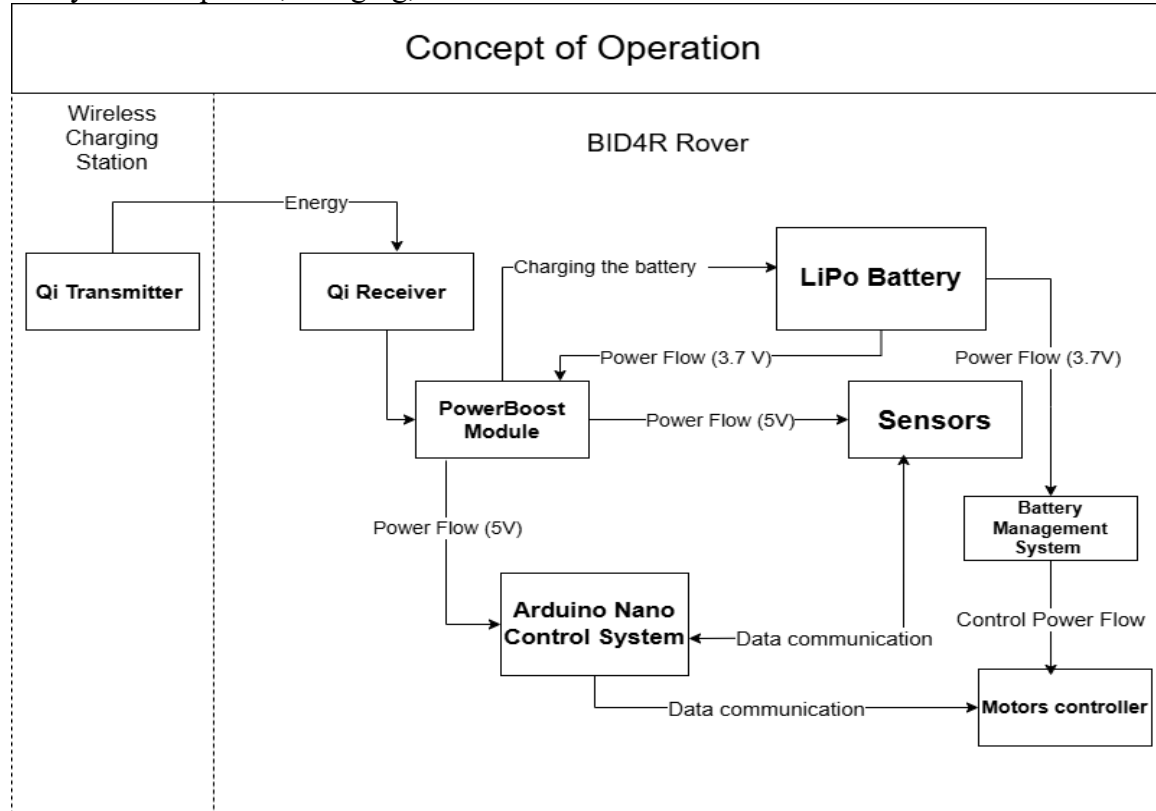 Concept of Operation
Wireless
Charging
Station
BID4R Rover
Energy
Qi Transmitter
Qi Receiver
Charging the battery
LiPo Battery
Power Flow (3.7 V)
Power Flow (3.7V)
PowerBoost
Module
Power Flow (5V)
Sensors
Battery
Management
System
Power Flow (5V)
Arduino Nano
Control System
Data communication
Control Power Flow
Data communication
Motors controller